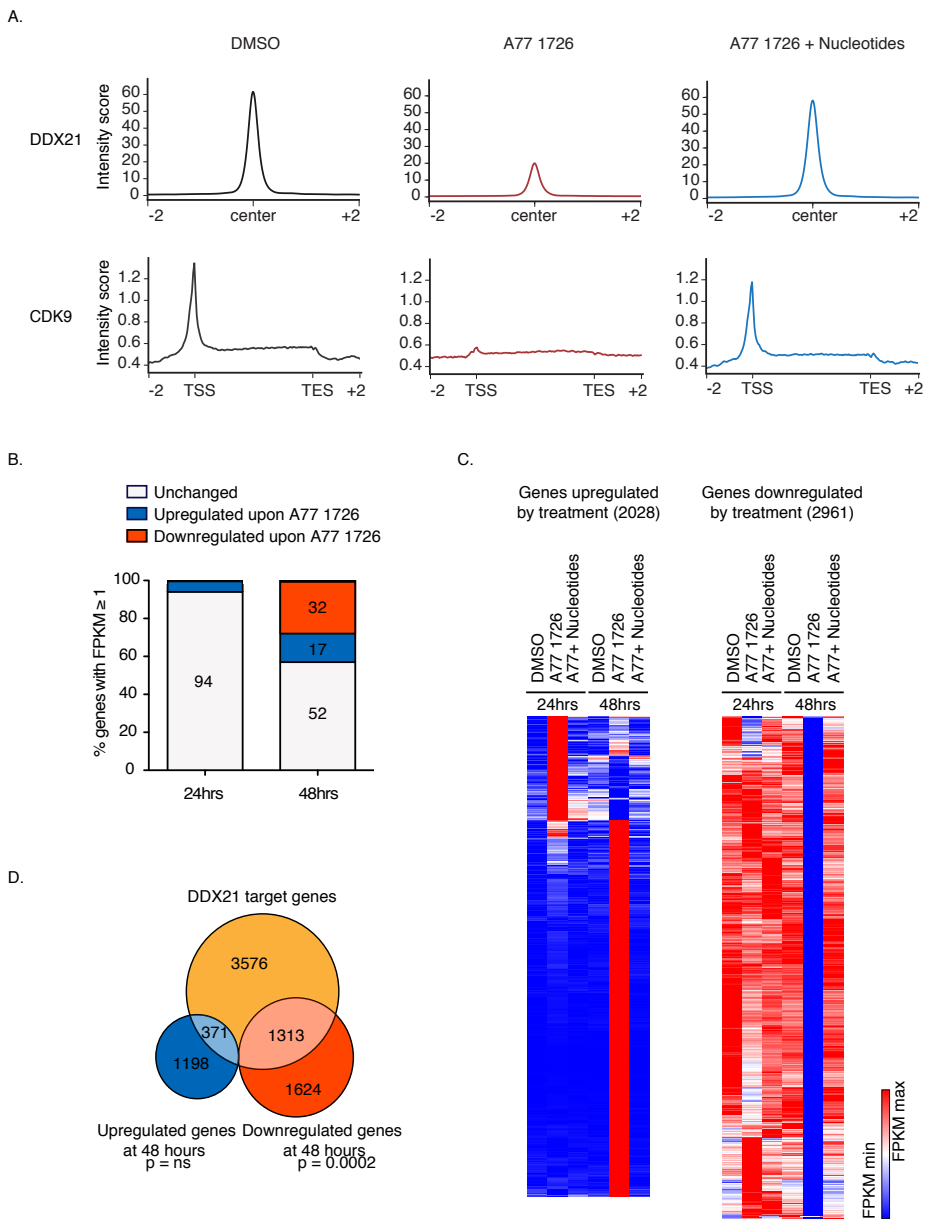 A.
DMSO
A77 1726
A77 1726 + Nucleotides
DDX21
Intensity score
60
50
40
30
20
10
0
-2
center
+2
60
50
40
30
20
10
0
-2
center
+2
60
50
40
30
20
10
0
-2
center
+2
CDK9
Intensity score
1.2
1.0
0.8
0.6
0.4
-2
TSS
TES
+2
1.2
1.0
0.8
0.6
0.4
-2
TSS
TES
+2
1.2
1.0
0.8
0.6
0.4
-2
TSS
TES
+2
B.
Unchanged
Upregulated upon A77 1726
Downregulated upon A77 1726
% genes with FPKM ≥ 1
100
80
60
40
20
0
94
32
17
52
24hrs
48hrs
C.
Genes upregulated
by treatment (2028)
Genes downregulated
by treatment (2961)
DMSO
A77 1726
A77+ Nucleotides
DMSO
A77 1726
A77+ Nucleotides
24hrs
48hrs
DMSO
A77 1726
A77+ Nucleotides
DMSO
A77 1726
A77+ Nucleotides
24hrs
48hrs
FPKM min
FPKM max
D.
DDX21 target genes
3576
371
1313
1198
1624
Upregulated genes
at 48 hours
p = ns
Downregulated genes
at 48 hours
p = 0.0002